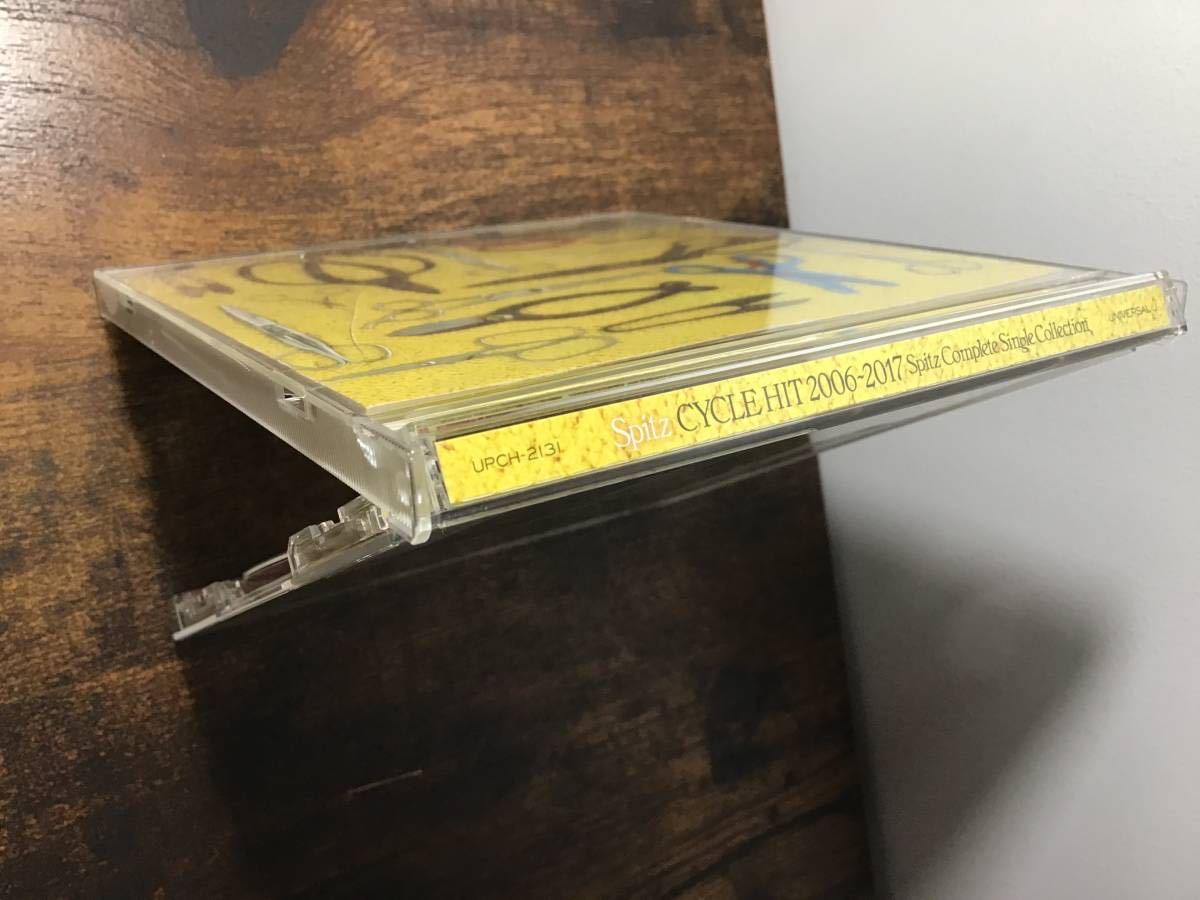 UPCH-2131 Spitz CYCLE HIT 2006-2017 Spitz Complete Single Collection UNIVERSAL J